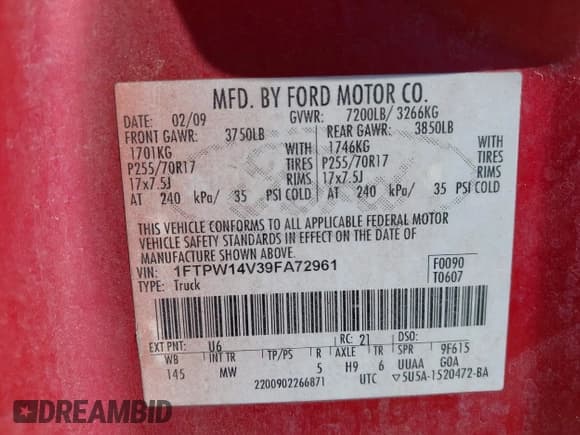 MFD. BY FORD MOTOR CO.
DATE: 02/09 GVWR: 7200LB/ 3266KG
FRONT GAWR: 3750LB REAR GAWR: 3850LB
1701KG WITH 1746KG WITH
P255/70R17 TIRES P255/70R17 TIRES
17x7.5J RIMS 17x7.5J RIMS
AT 240 kPa/ 35 PSI COLD AT 240 kPa/ 35 PSI COLD
THIS VEHICLE CONFORMS TO ALL APPLICABLE FEDERAL MOTOR
VEHICLE SAFETY STANDARDS IN EFFECT ON THE DATE OF
MANUFACTURE SHOWN ABOVE.
VIN: 1FTPW14V39FA72961 F0090
TYPE: Truck T0607
EXT PNT: U6 RC: 21 DSO:
WB INT TR TP/PS R AXLE TR SPR 9F615
145 MW 5 H9 6 UUAA GOA
2200902266871 UTC ▽5U5A-1520472-BA
DREAMBID